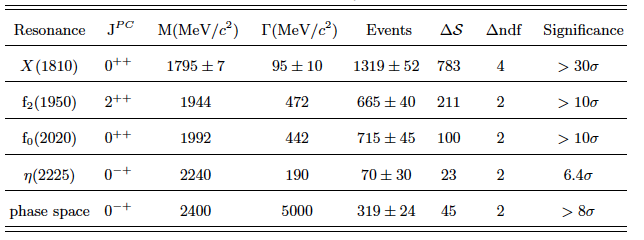 Resonance J^{PC} M(MeV/c²) Γ(MeV/c²) Events Δ𝒮 Δndf Significance
X(1810) 0⁺⁺ 1795 ± 7 95 ± 10 1319 ± 52 783 4 > 30σ
f₂(1950) 2⁺⁺ 1944 472 665 ± 40 211 2 > 10σ
f₀(2020) 0⁺⁺ 1992 442 715 ± 45 100 2 > 10σ
η(2225) 0⁻⁺ 2240 190 70 ± 30 23 2 6.4σ
phase space 0⁻⁺ 2400 5000 319 ± 24 45 2 > 8σ